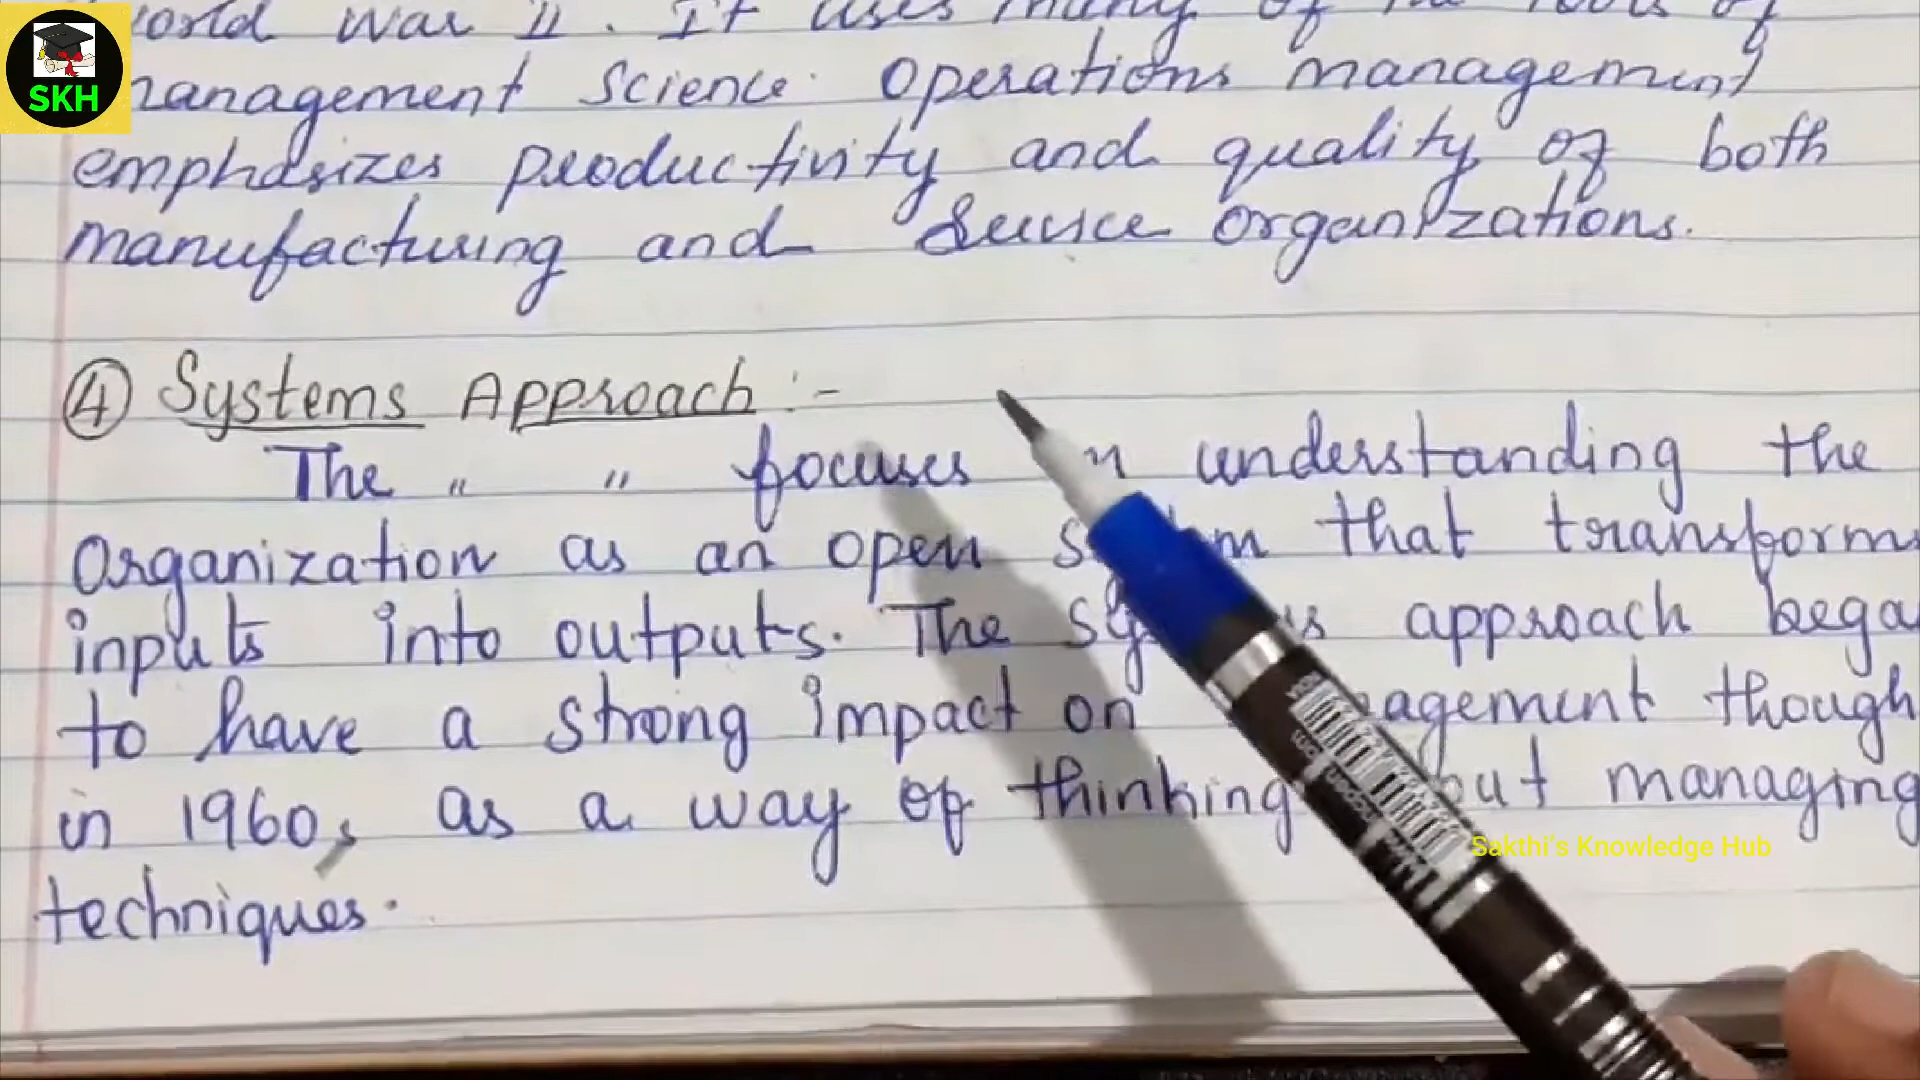 World War II. It uses many of the tools of
management Science. Operations management
emphasizes productivity and quality of both
manufacturing and Service organizations.
④ Systems Approach :-
The " " focuses understanding the
Organization as an open that transforms
inputs into outputs. The approach bega
to have a strong impact on though
in 1960s as a way of thinking managing
techniques.
SKH
Sakthi's Knowledge Hub